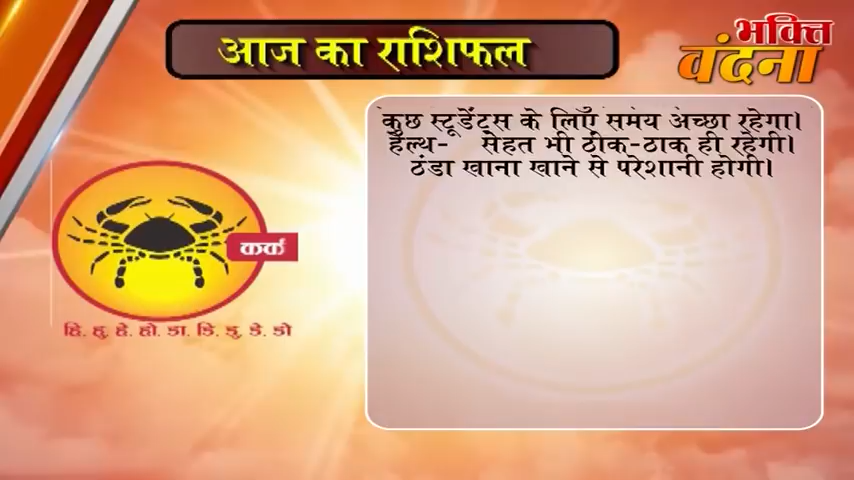 आज का राशिफल
भक्ति
वंदना
कुछ स्टूडेंट्स के लिए समय अच्छा रहेगा।
हेल्थ- सेहत भी ठीक-ठाक ही रहेगी।
ठंडा खाना खाने से परेशानी होगी।
कर्क
हि. हु. हे. हो. डा. डि. डु. डे. डो